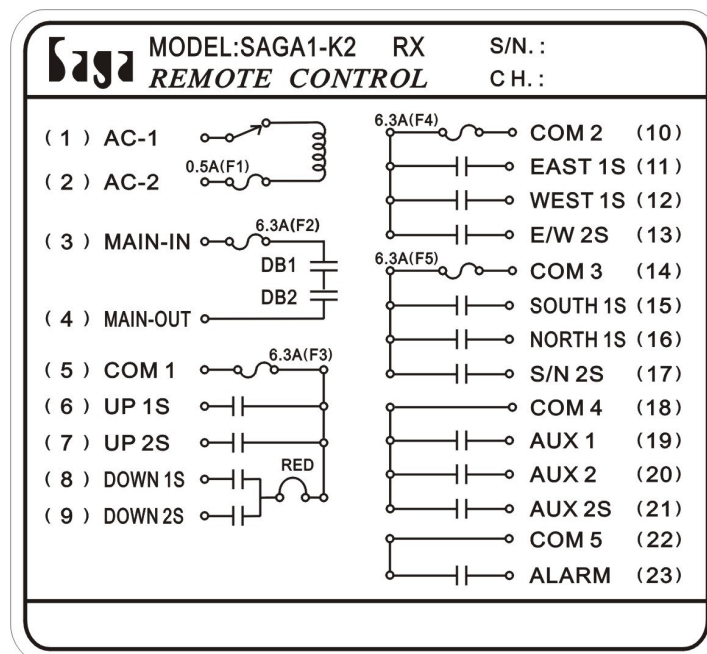 Saga MODEL:SAGA1-K2 RX S/N. :
REMOTE CONTROL CH. :
( 1 ) AC-1
0.5A(F1)
( 2 ) AC-2
6.3A(F2)
( 3 ) MAIN-IN
DB1
DB2
( 4 ) MAIN-OUT
6.3A(F3)
( 5 ) COM 1
( 6 ) UP 1S
( 7 ) UP 2S
RED
( 8 ) DOWN 1S
( 9 ) DOWN 2S
6.3A(F4)
COM 2 (10)
EAST 1S (11)
WEST 1S (12)
E/W 2S (13)
6.3A(F5)
COM 3 (14)
SOUTH 1S (15)
NORTH 1S (16)
S/N 2S (17)
COM 4 (18)
AUX 1 (19)
AUX 2 (20)
AUX 2S (21)
COM 5 (22)
ALARM (23)